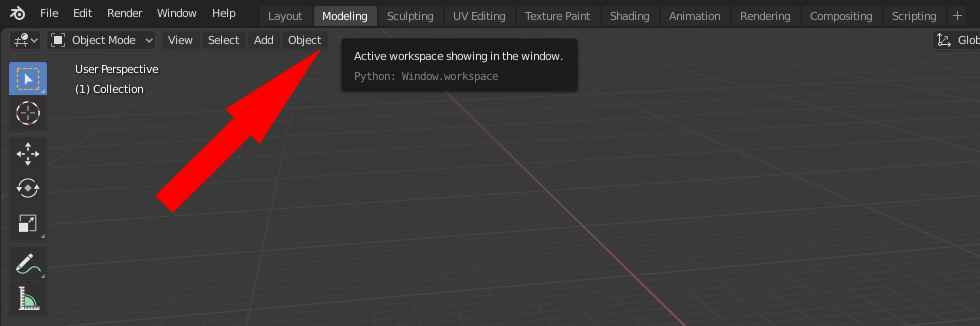 File Edit Render Window Help Layout Modeling Sculpting UV Editing Texture Paint Shading Animation Rendering Compositing Scripting +
Object Mode View Select Add Object Glob
Active workspace showing in the window.
Python: Window.workspace
User Perspective
(1) Collection